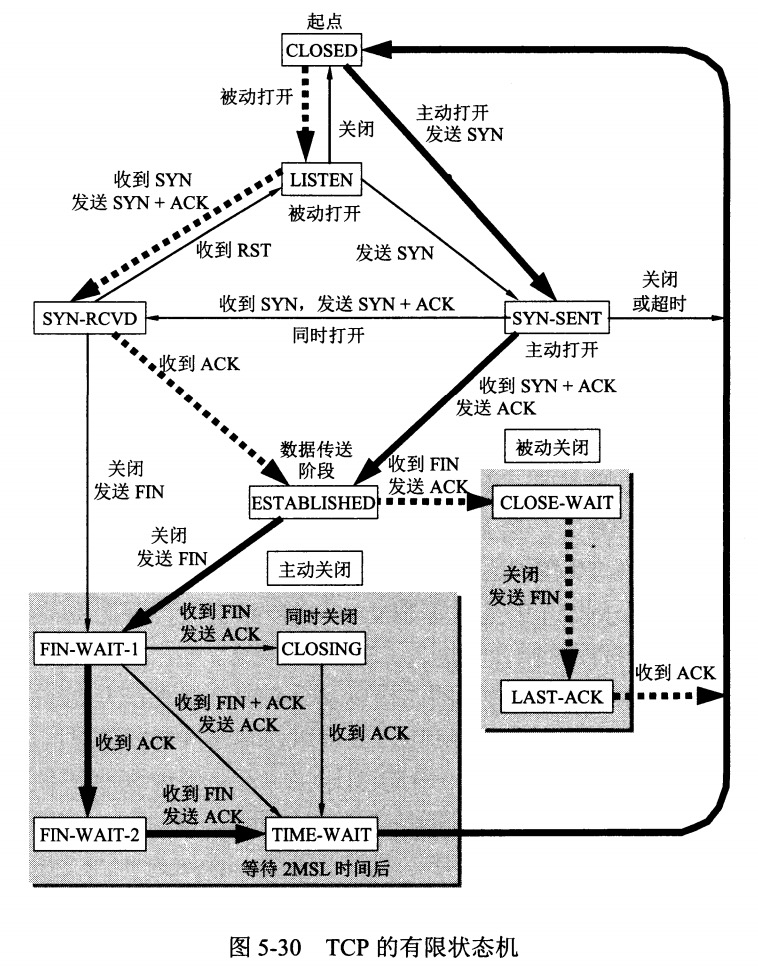 起点
CLOSED
被动打开
关闭
主动打开
发送 SYN
收到 SYN
发送 SYN + ACK
LISTEN
被动打开
收到 RST
发送 SYN
关闭
或超时
SYN-RCVD
收到 SYN，发送 SYN + ACK
同时打开
SYN-SENT
主动打开
收到 ACK
收到 SYN + ACK
发送 ACK
数据传送
阶段
被动关闭
关闭
发送 FIN
收到 FIN
发送 ACK
ESTABLISHED
CLOSE-WAIT
关闭
发送 FIN
主动关闭
关闭
发送 FIN
收到 FIN
发送 ACK
同时关闭
FIN-WAIT-1
CLOSING
收到 ACK
LAST-ACK
收到 FIN + ACK
发送 ACK
收到 ACK
收到 ACK
收到 FIN
发送 ACK
FIN-WAIT-2
TIME-WAIT
等待 2MSL 时间后
图 5-30 TCP 的有限状态机